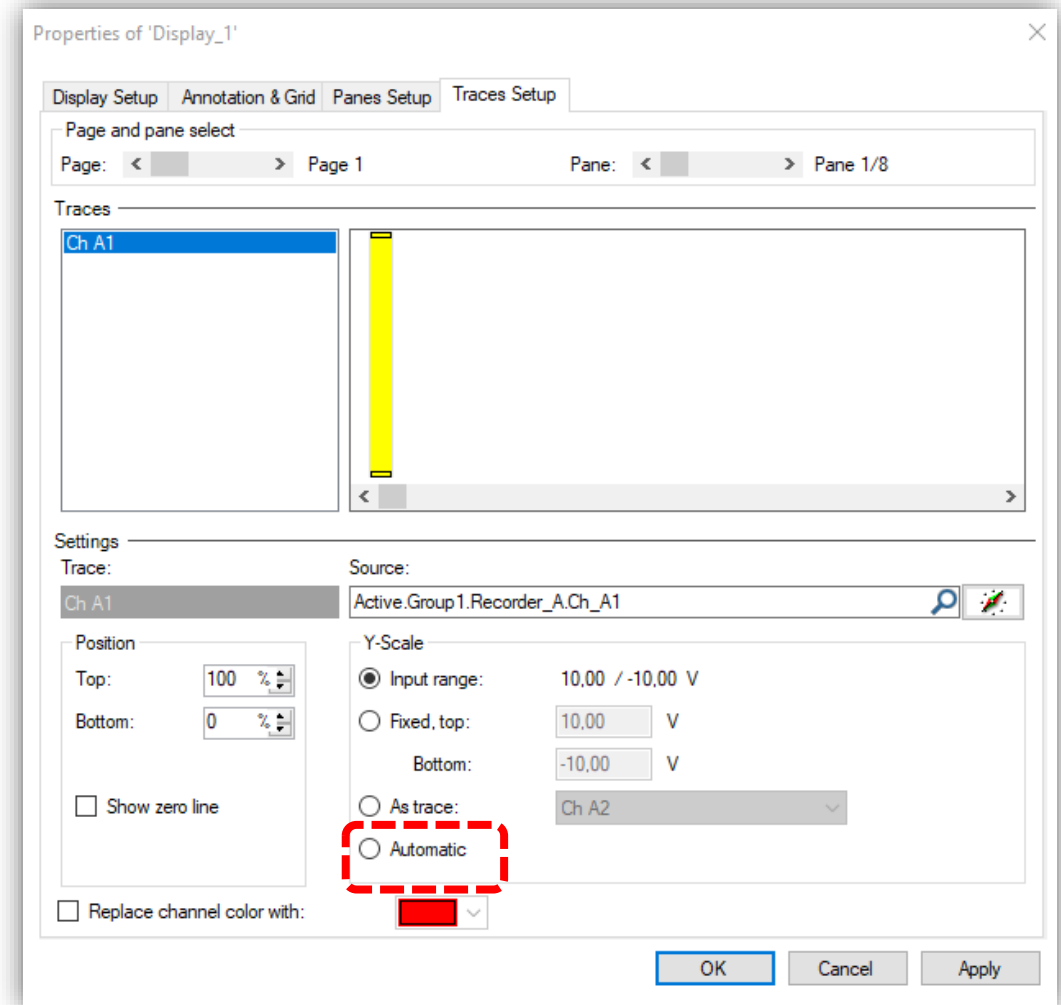 Properties of 'Display_1'
Display Setup Annotation & Grid Panes Setup Traces Setup
Page and pane select
Page: Page 1 Pane: Pane 1/8
Traces
Ch A1
Settings
Trace: Source:
Ch A1 Active.Group1.Recorder_A.Ch_A1
Position Y-Scale
Top: 100 % Input range: 10,00 / -10,00 V
Bottom: 0 % Fixed, top: 10,00 V
Bottom: -10,00 V
Show zero line As trace: Ch A2
Automatic
Replace channel color with:
OK Cancel Apply